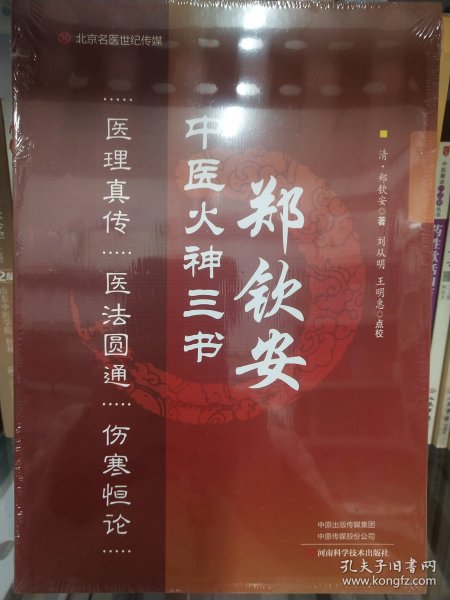 北京名医世纪传媒
郑钦安
中医火神三书
医理真传
医法圆通
伤寒恒论
清·郑钦安◎著 刘从明 王明惠◎点校
中原出版传媒集团
中原传媒股份公司
河南科学技术出版社
孔夫子旧书网
www.kongfz.com